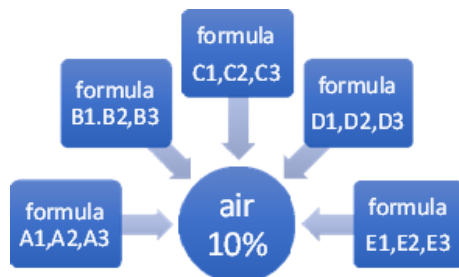 formula
C1,C2,C3
formula
B1.B2,B3
formula
D1,D2,D3
formula
A1,A2,A3
air
10%
formula
E1,E2,E3